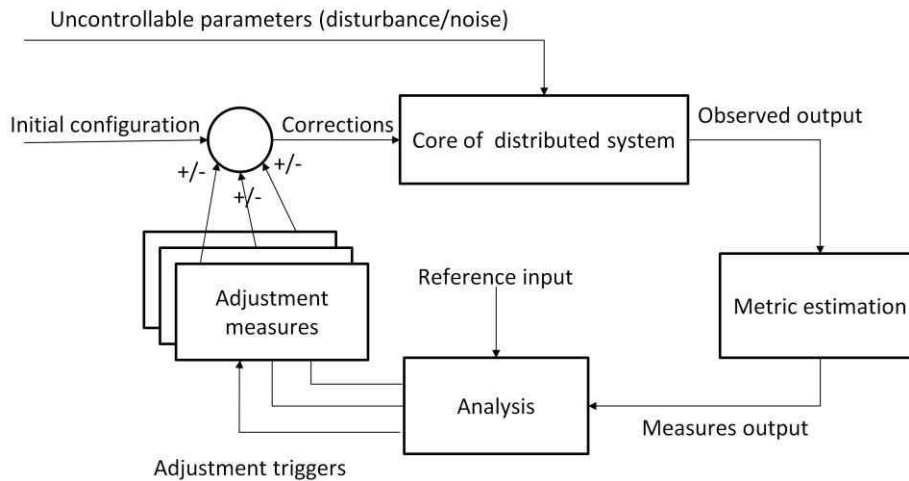 Uncontrollable parameters (disturbance/noise)
Initial configuration
Corrections
Core of distributed system
Observed output
+/-
+/-
+/-
Adjustment
measures
Reference input
Metric estimation
Analysis
Measures output
Adjustment triggers